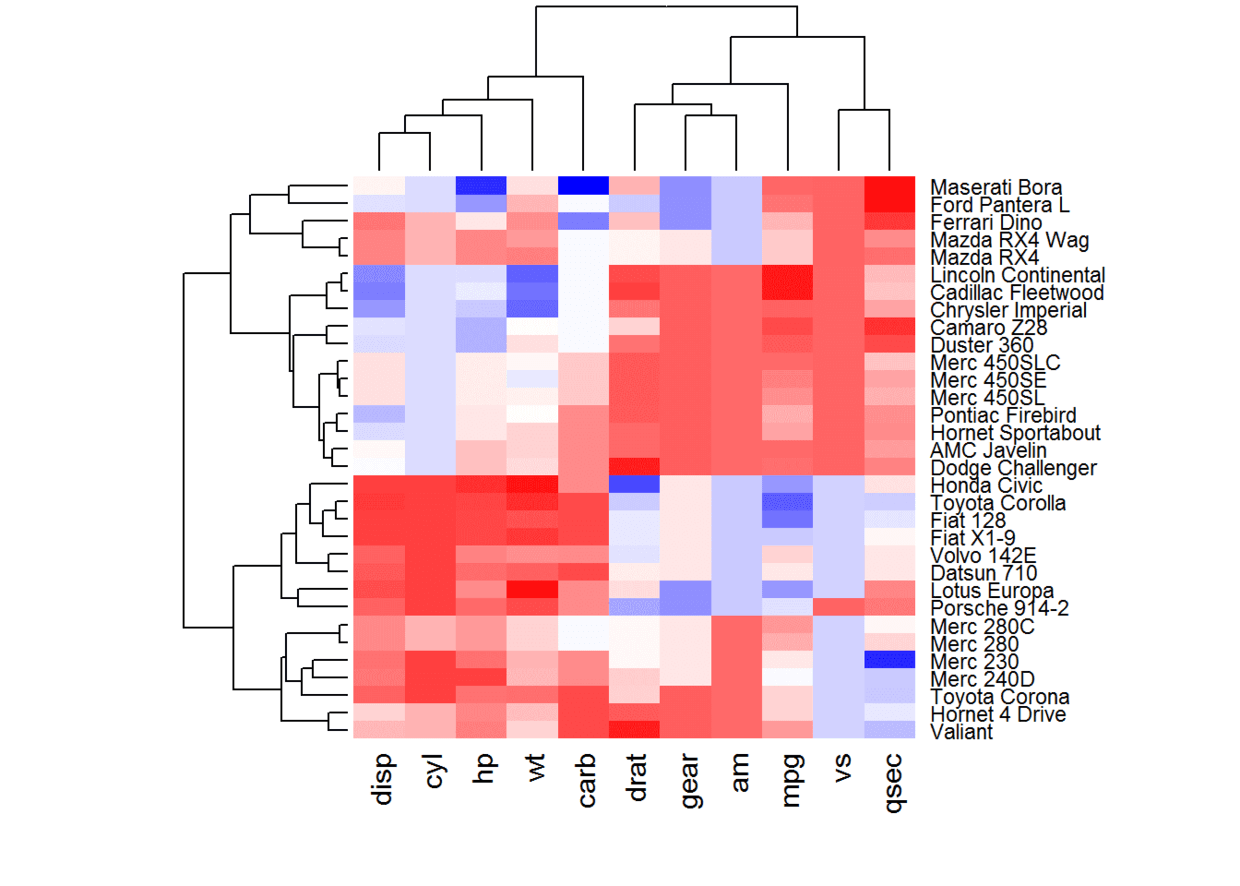 Maserati Bora
Ford Pantera L
Ferrari Dino
Mazda RX4 Wag
Mazda RX4
Lincoln Continental
Cadillac Fleetwood
Chrysler Imperial
Camaro Z28
Duster 360
Merc 450SLC
Merc 450SE
Merc 450SL
Pontiac Firebird
Hornet Sportabout
AMC Javelin
Dodge Challenger
Honda Civic
Toyota Corolla
Fiat 128
Fiat X1-9
Volvo 142E
Datsun 710
Lotus Europa
Porsche 914-2
Merc 280C
Merc 280
Merc 230
Merc 240D
Toyota Corona
Hornet 4 Drive
Valiant
disp
cyl
hp
wt
carb
drat
gear
am
mpg
vs
qsec